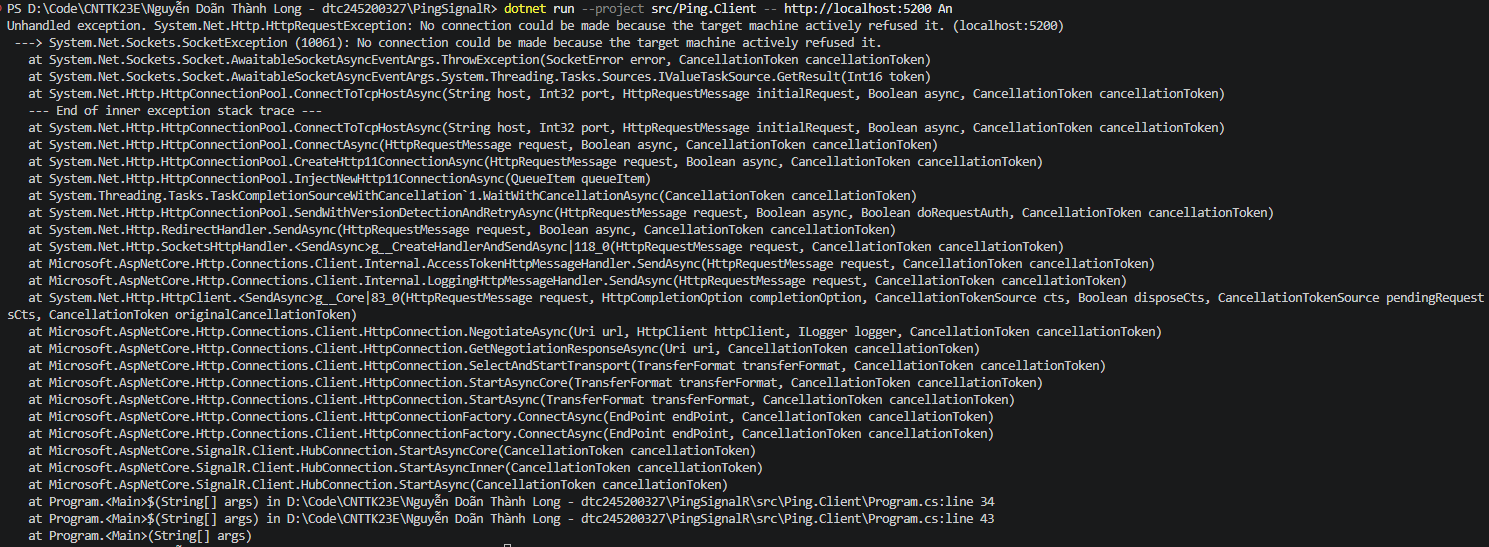 PS D:\Code\CNTTK23E\Nguyễn Doãn Thành Long - dtc245200327\PingSignalR> dotnet run --project src/Ping.Client -- http://localhost:5200 An
Unhandled exception. System.Net.Http.HttpRequestException: No connection could be made because the target machine actively refused it. (localhost:5200)
 ---> System.Net.Sockets.SocketException (10061): No connection could be made because the target machine actively refused it.
   at System.Net.Sockets.Socket.AwaitableSocketAsyncEventArgs.ThrowException(SocketError error, CancellationToken cancellationToken)
   at System.Net.Sockets.Socket.AwaitableSocketAsyncEventArgs.System.Threading.Tasks.Sources.IValueTaskSource.GetResult(Int16 token)
   at System.Net.Http.HttpConnectionPool.ConnectToTcpHostAsync(String host, Int32 port, HttpRequestMessage initialRequest, Boolean async, CancellationToken cancellationToken)
   --- End of inner exception stack trace ---
   at System.Net.Http.HttpConnectionPool.ConnectToTcpHostAsync(String host, Int32 port, HttpRequestMessage initialRequest, Boolean async, CancellationToken cancellationToken)
   at System.Net.Http.HttpConnectionPool.ConnectAsync(HttpRequestMessage request, Boolean async, CancellationToken cancellationToken)
   at System.Net.Http.HttpConnectionPool.CreateHttp11ConnectionAsync(HttpRequestMessage request, Boolean async, CancellationToken cancellationToken)
   at System.Net.Http.HttpConnectionPool.InjectNewHttp11ConnectionAsync(QueueItem queueItem)
   at System.Threading.Tasks.TaskCompletionSourceWithCancellation`1.WaitWithCancellationAsync(CancellationToken cancellationToken)
   at System.Net.Http.HttpConnectionPool.SendWithVersionDetectionAndRetryAsync(HttpRequestMessage request, Boolean async, Boolean doRequestAuth, CancellationToken cancellationToken)
   at System.Net.Http.RedirectHandler.SendAsync(HttpRequestMessage request, Boolean async, CancellationToken cancellationToken)
   at System.Net.Http.SocketsHttpHandler.<SendAsync>g__CreateHandlerAndSendAsync|118_0(HttpRequestMessage request, CancellationToken cancellationToken)
   at Microsoft.AspNetCore.Http.Connections.Client.Internal.AccessTokenHttpMessageHandler.SendAsync(HttpRequestMessage request, CancellationToken cancellationToken)
   at Microsoft.AspNetCore.Http.Connections.Client.Internal.LoggingHttpMessageHandler.SendAsync(HttpRequestMessage request, CancellationToken cancellationToken)
   at System.Net.Http.HttpClient.<SendAsync>g__Core|83_0(HttpRequestMessage request, HttpCompletionOption completionOption, CancellationTokenSource cts, Boolean disposeCts, CancellationTokenSource pendingRequest
sCts, CancellationToken originalCancellationToken)
   at Microsoft.AspNetCore.Http.Connections.Client.HttpConnection.NegotiateAsync(Uri url, HttpClient httpClient, ILogger logger, CancellationToken cancellationToken)
   at Microsoft.AspNetCore.Http.Connections.Client.HttpConnection.GetNegotiationResponseAsync(Uri uri, CancellationToken cancellationToken)
   at Microsoft.AspNetCore.Http.Connections.Client.HttpConnection.SelectAndStartTransport(TransferFormat transferFormat, CancellationToken cancellationToken)
   at Microsoft.AspNetCore.Http.Connections.Client.HttpConnection.StartAsyncCore(TransferFormat transferFormat, CancellationToken cancellationToken)
   at Microsoft.AspNetCore.Http.Connections.Client.HttpConnection.StartAsync(TransferFormat transferFormat, CancellationToken cancellationToken)
   at Microsoft.AspNetCore.Http.Connections.Client.HttpConnectionFactory.ConnectAsync(EndPoint endPoint, CancellationToken cancellationToken)
   at Microsoft.AspNetCore.Http.Connections.Client.HttpConnectionFactory.ConnectAsync(EndPoint endPoint, CancellationToken cancellationToken)
   at Microsoft.AspNetCore.SignalR.Client.HubConnection.StartAsyncCore(CancellationToken cancellationToken)
   at Microsoft.AspNetCore.SignalR.Client.HubConnection.StartAsyncInner(CancellationToken cancellationToken)
   at Microsoft.AspNetCore.SignalR.Client.HubConnection.StartAsync(CancellationToken cancellationToken)
   at Program.<Main>$(String[] args) in D:\Code\CNTTK23E\Nguyễn Doãn Thành Long - dtc245200327\PingSignalR\src\Ping.Client\Program.cs:line 34
   at Program.<Main>$(String[] args) in D:\Code\CNTTK23E\Nguyễn Doãn Thành Long - dtc245200327\PingSignalR\src\Ping.Client\Program.cs:line 43
   at Program.<Main>(String[] args)